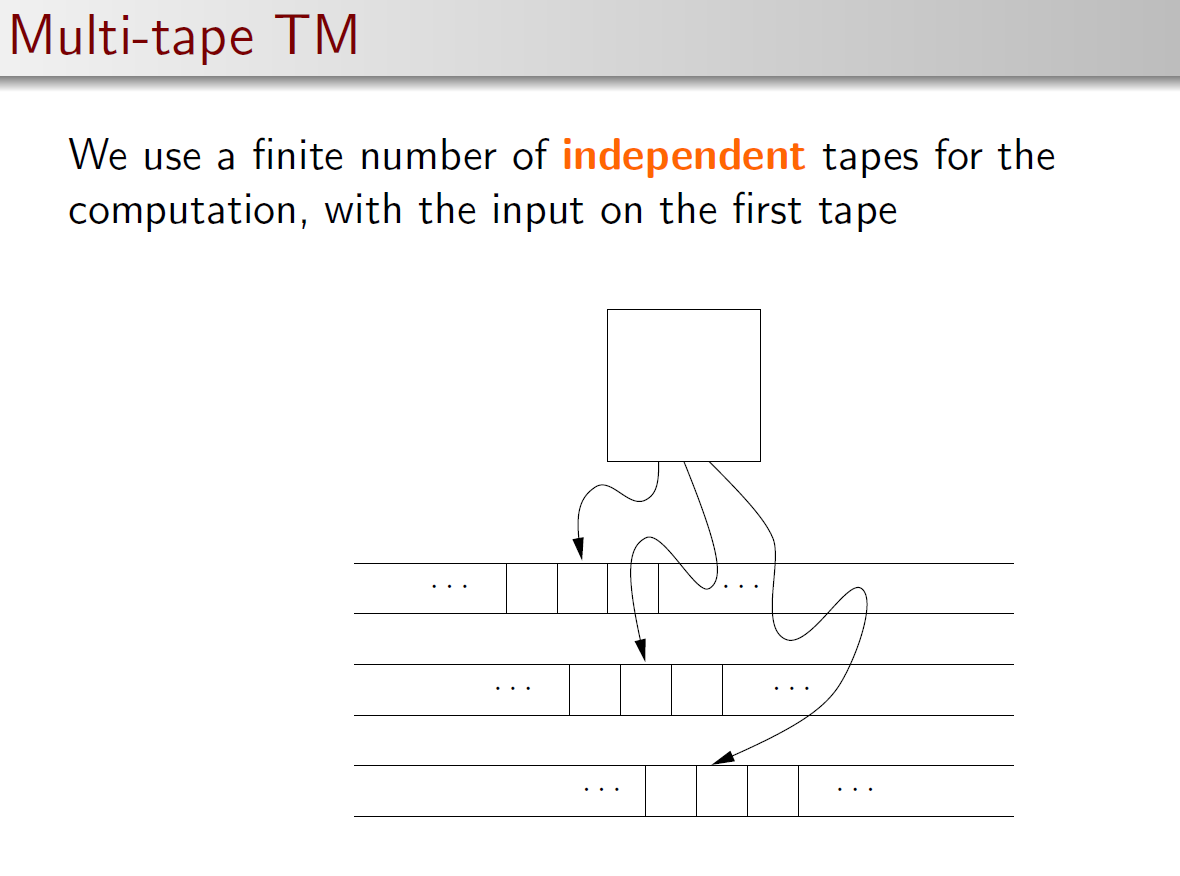 Multi-tape TM
We use a finite number of independent tapes for the
computation, with the input on the first tape
... ...
... ...
... ...